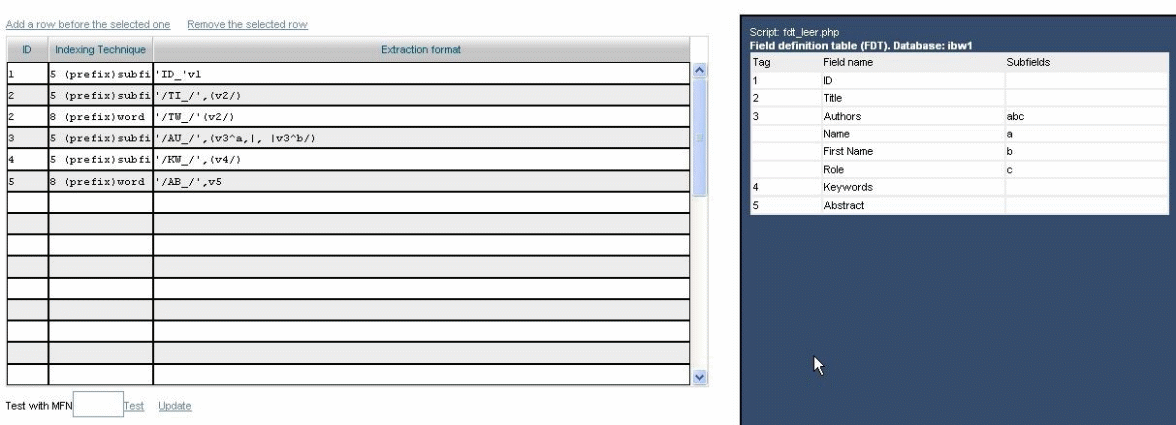 Add a row before the selected one Remove the selected row
ID Indexing Technique Extraction format
1 5 (prefix)subfi 'ID_'v1
2 5 (prefix)subfi '/TI_/',(v2/)
2 8 (prefix)word '/TW_/'(v2/)
3 5 (prefix)subfi '/AU_/',(v3^a,|, |v3^b/)
4 5 (prefix)subfi '/KW_/',(v4/)
5 8 (prefix)word '/AB_/',v5
Test with MFN Test Update
Script: fdt_leer.php
Field definition table (FDT). Database: ibw1
Tag Field name Subfields
1 ID
2 Title
3 Authors abc
Name a
First Name b
Role c
4 Keywords
5 Abstract